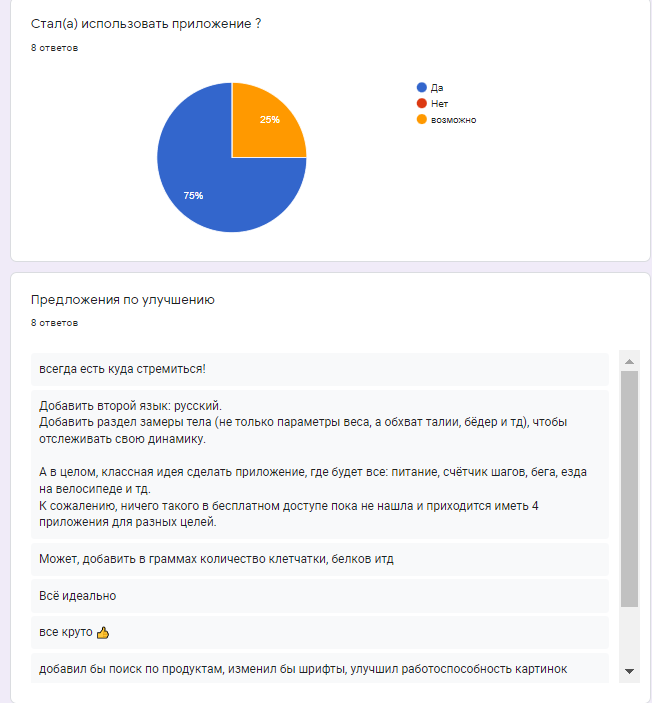 Стал(а) использовать приложение ?
8 ответов
Да
Нет
возможно
25%
75%
Предложения по улучшению
8 ответов
всегда есть куда стремиться!
Добавить второй язык: русский.
Добавить раздел замеры тела (не только параметры веса, а обхват талии, бёдер и тд), чтобы
отслеживать свою динамику.
А в целом, классная идея сделать приложение, где будет все: питание, счётчик шагов, бега, езда
на велосипеде и тд.
К сожалению, ничего такого в бесплатном доступе пока не нашла и приходится иметь 4
приложения для разных целей.
Может, добавить в граммах количество клетчатки, белков итд
Всё идеально
все круто 👍
добавил бы поиск по продуктам, изменил бы шрифты, улучшил работоспособность картинок